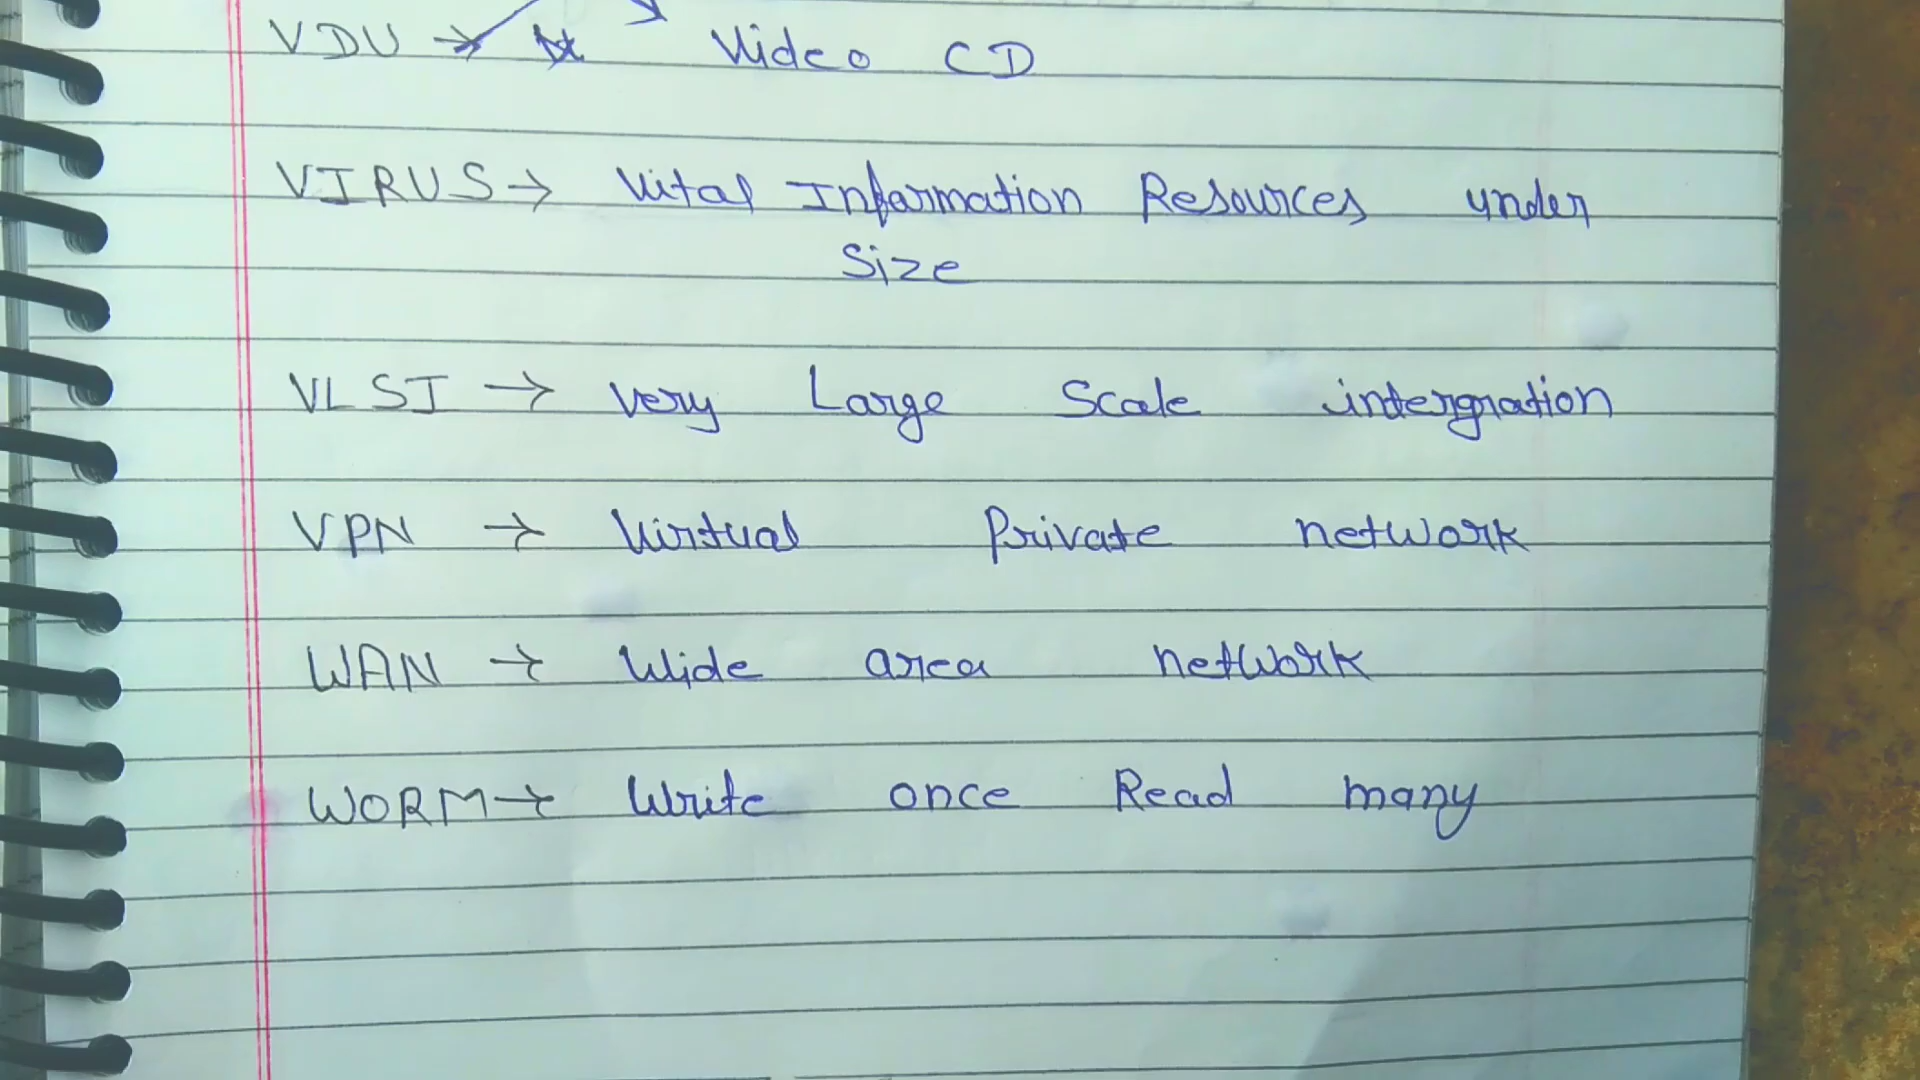 VDU → Video CD
VIRUS → Vital Information Resources under
Size
VLSI → Very Large Scale intergration
VPN → Virtual Private network
WAN → Wide area network
WORM → Write once Read many